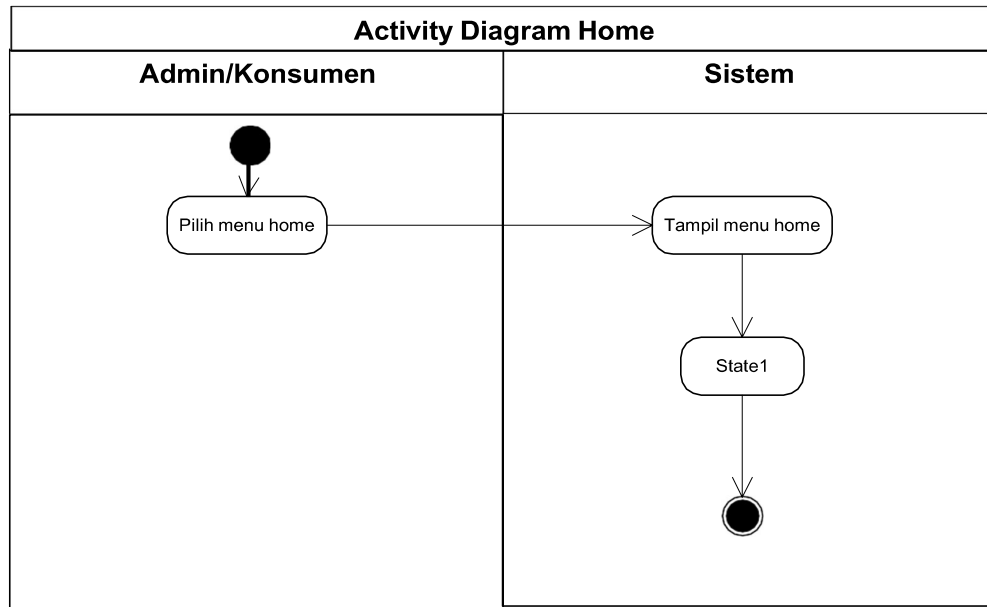 Activity Diagram Home
Admin/Konsumen
Sistem
Pilih menu home
Tampil menu home
State1